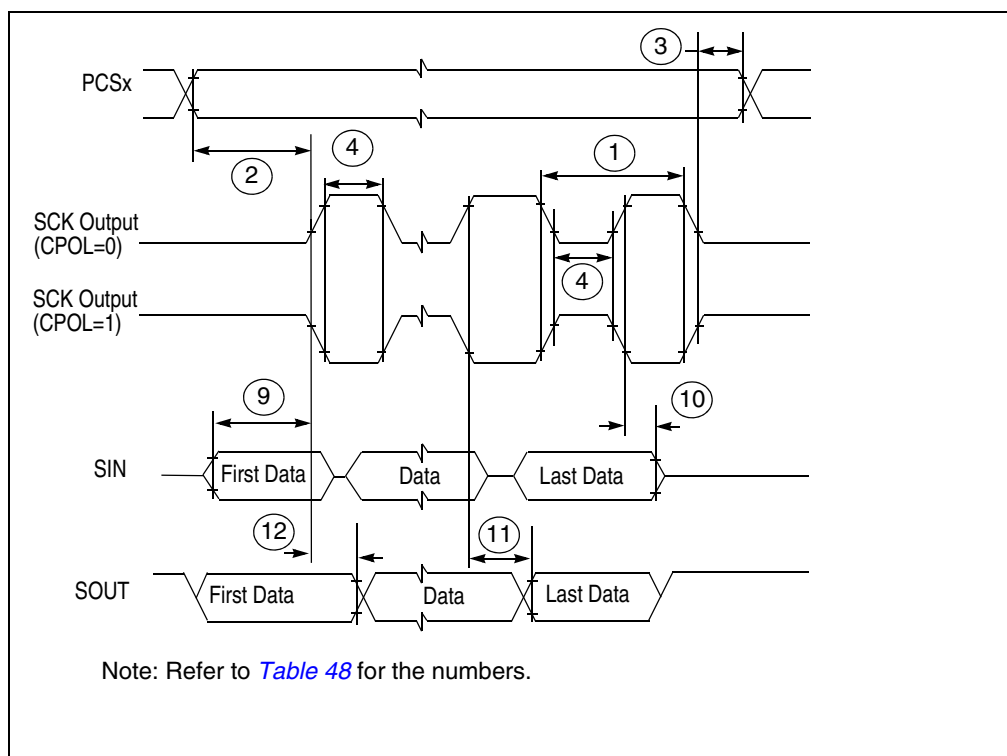 3
PCSx
2
4
1
SCK Output
(CPOL=0)
4
SCK Output
(CPOL=1)
9
10
SIN
First Data
Data
Last Data
12
11
SOUT
First Data
Data
Last Data
Note: Refer to Table 48 for the numbers.